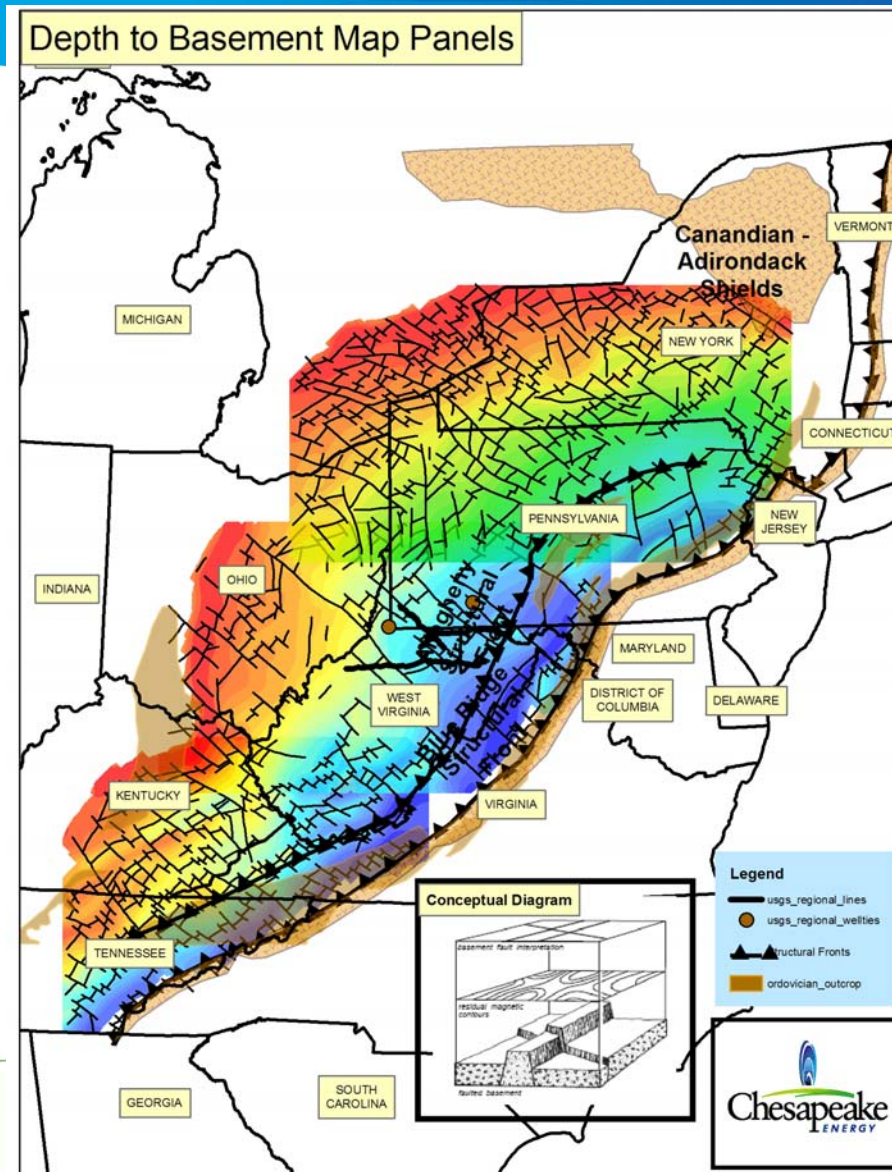 Depth to Basement Map Panels
Canandian -
Adirondack
Shields
VERMONT
MICHIGAN
NEW YORK
CONNECTICUT
PENNSYLVANIA
NEW
JERSEY
OHIO
INDIANA
Structural
Front
MARYLAND
WEST
VIRGINIA
DISTRICT OF
COLUMBIA
DELAWARE
Blue Ridge
Structural
Front
KENTUCKY
VIRGINIA
TENNESSEE
GEORGIA
SOUTH
CAROLINA
Conceptual Diagram
basement fault interpretation
residual magnetic
contours
faulted basement
Legend
usgs_regional_lines
usgs_regional_wellties
tructural Fronts
ordovician_outcrop
Chesapeake
ENERGY